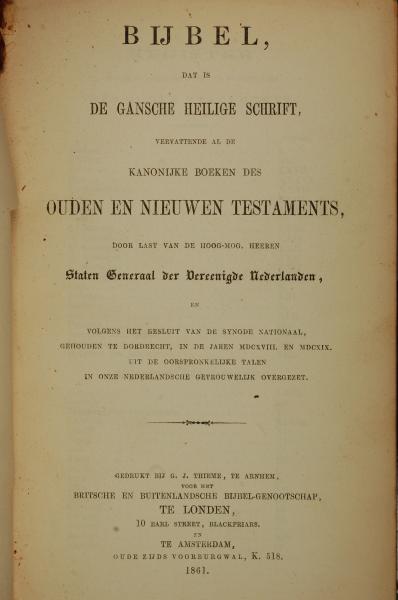 BIJBEL,
DAT IS
DE GANSCHE HEILIGE SCHRIFT,
VERVATTENDE AL DE
KANONIJKE BOEKEN DES
OUDEN EN NIEUWEN TESTAMENTS,
DOOR LAST VAN DE HOOG-MOG. HEEREN
Staten Generaal der Vereenigde Nederlanden,
EN
VOLGENS HET BESLUIT VAN DE SYNODE NATIONAAL,
GEHOUDEN TE DORDRECHT, IN DE JAREN MDCXVIII. EN MDCXIX.
UIT DE OORSPRONKELIJKE TALEN
IN ONZE NEDERLANDSCHE GETROUWELIJK OVERGEZET.
GEDRUKT BIJ G. J. THIEME, TE ARNHEM,
VOOR HET
BRITSCHE EN BUITENLANDSCHE BIJBEL-GENOOTSCHAP,
TE LONDEN,
10 EARL STREET, BLACKFRIARS.
EN
TE AMSTERDAM,
OUDE ZIJDS VOORBURGWAL, K. 518.
1861.